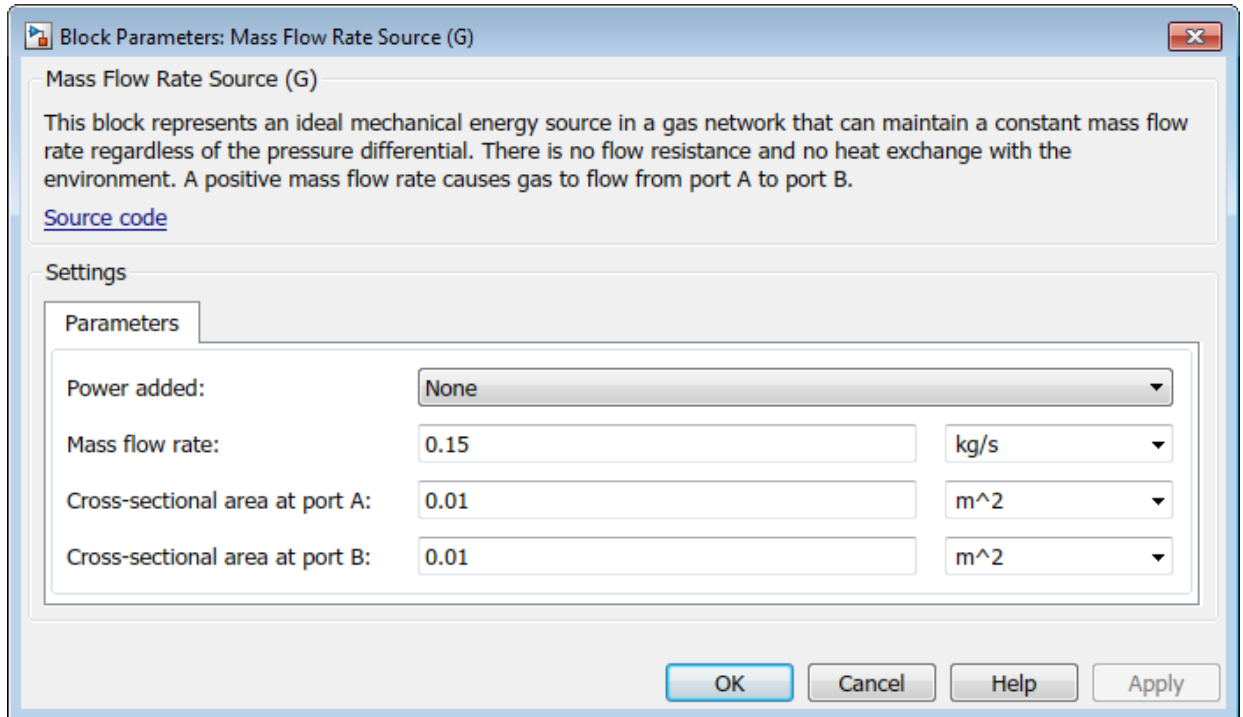 Block Parameters: Mass Flow Rate Source (G)
Mass Flow Rate Source (G)
This block represents an ideal mechanical energy source in a gas network that can maintain a constant mass flow
rate regardless of the pressure differential. There is no flow resistance and no heat exchange with the
environment. A positive mass flow rate causes gas to flow from port A to port B.
Source code
Settings
Parameters
Power added: None
Mass flow rate: 0.15 kg/s
Cross-sectional area at port A: 0.01 m^2
Cross-sectional area at port B: 0.01 m^2
OK Cancel Help Apply